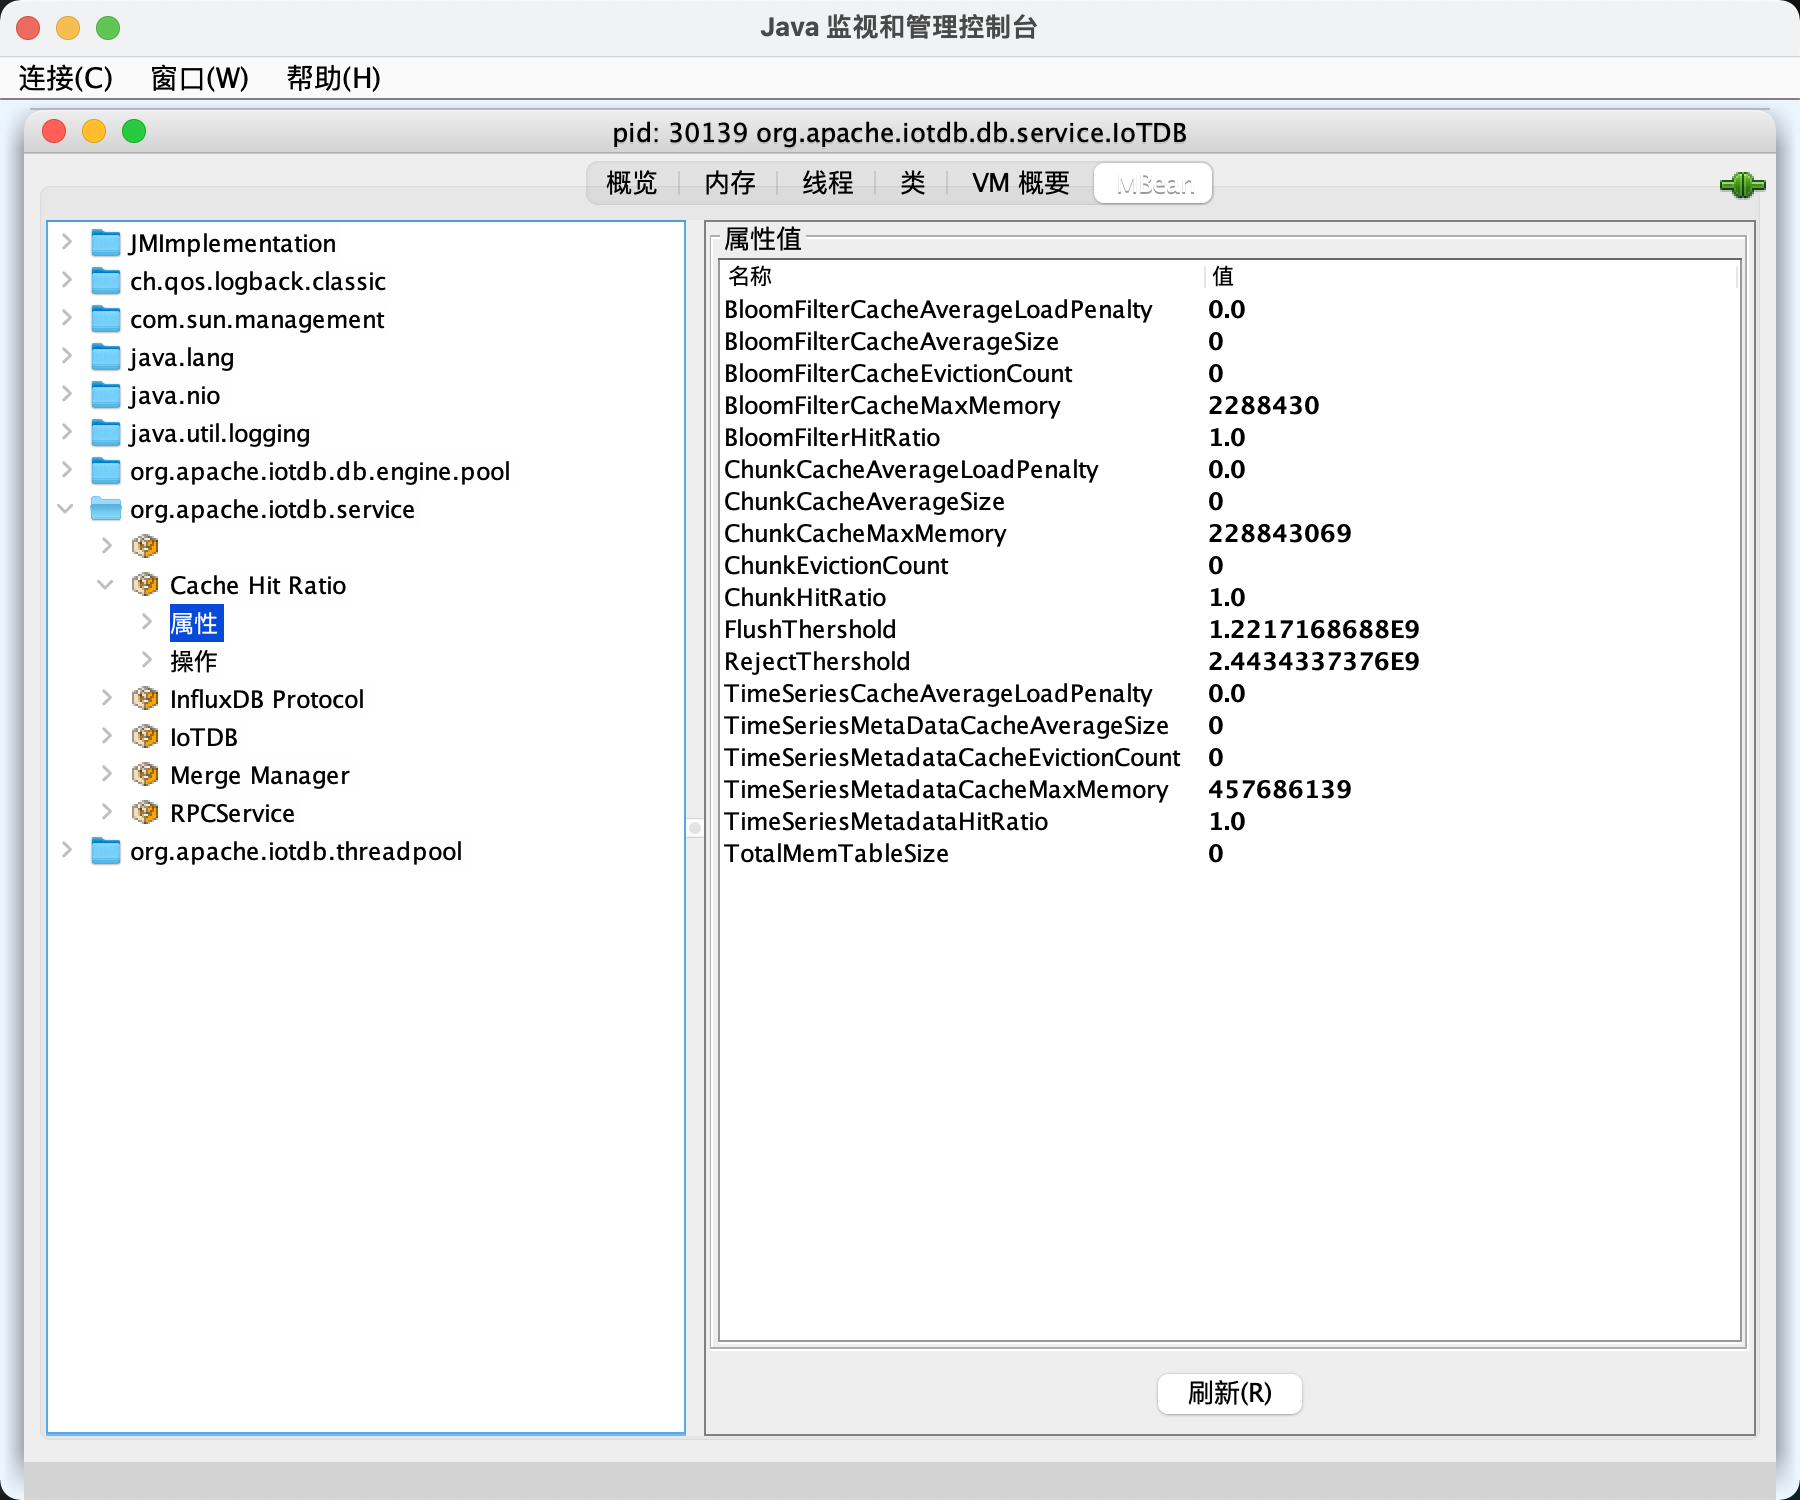 Java 监视和管理控制台
连接(C) 窗口(W) 帮助(H)
pid: 30139 org.apache.iotdb.db.service.IoTDB
概览 内存 线程 类 VM 概要 MBean
JMImplementation
ch.qos.logback.classic
com.sun.management
java.lang
java.nio
java.util.logging
org.apache.iotdb.db.engine.pool
org.apache.iotdb.service
Cache Hit Ratio
属性
操作
InfluxDB Protocol
IoTDB
Merge Manager
RPCService
org.apache.iotdb.threadpool
属性值
名称 值
BloomFilterCacheAverageLoadPenalty 0.0
BloomFilterCacheAverageSize 0
BloomFilterCacheEvictionCount 0
BloomFilterCacheMaxMemory 2288430
BloomFilterHitRatio 1.0
ChunkCacheAverageLoadPenalty 0.0
ChunkCacheAverageSize 0
ChunkCacheMaxMemory 228843069
ChunkEvictionCount 0
ChunkHitRatio 1.0
FlushThershold 1.2217168688E9
RejectThershold 2.4434337376E9
TimeSeriesCacheAverageLoadPenalty 0.0
TimeSeriesMetaDataCacheAverageSize 0
TimeSeriesMetadataCacheEvictionCount 0
TimeSeriesMetadataCacheMaxMemory 457686139
TimeSeriesMetadataHitRatio 1.0
TotalMemTableSize 0
刷新(R)